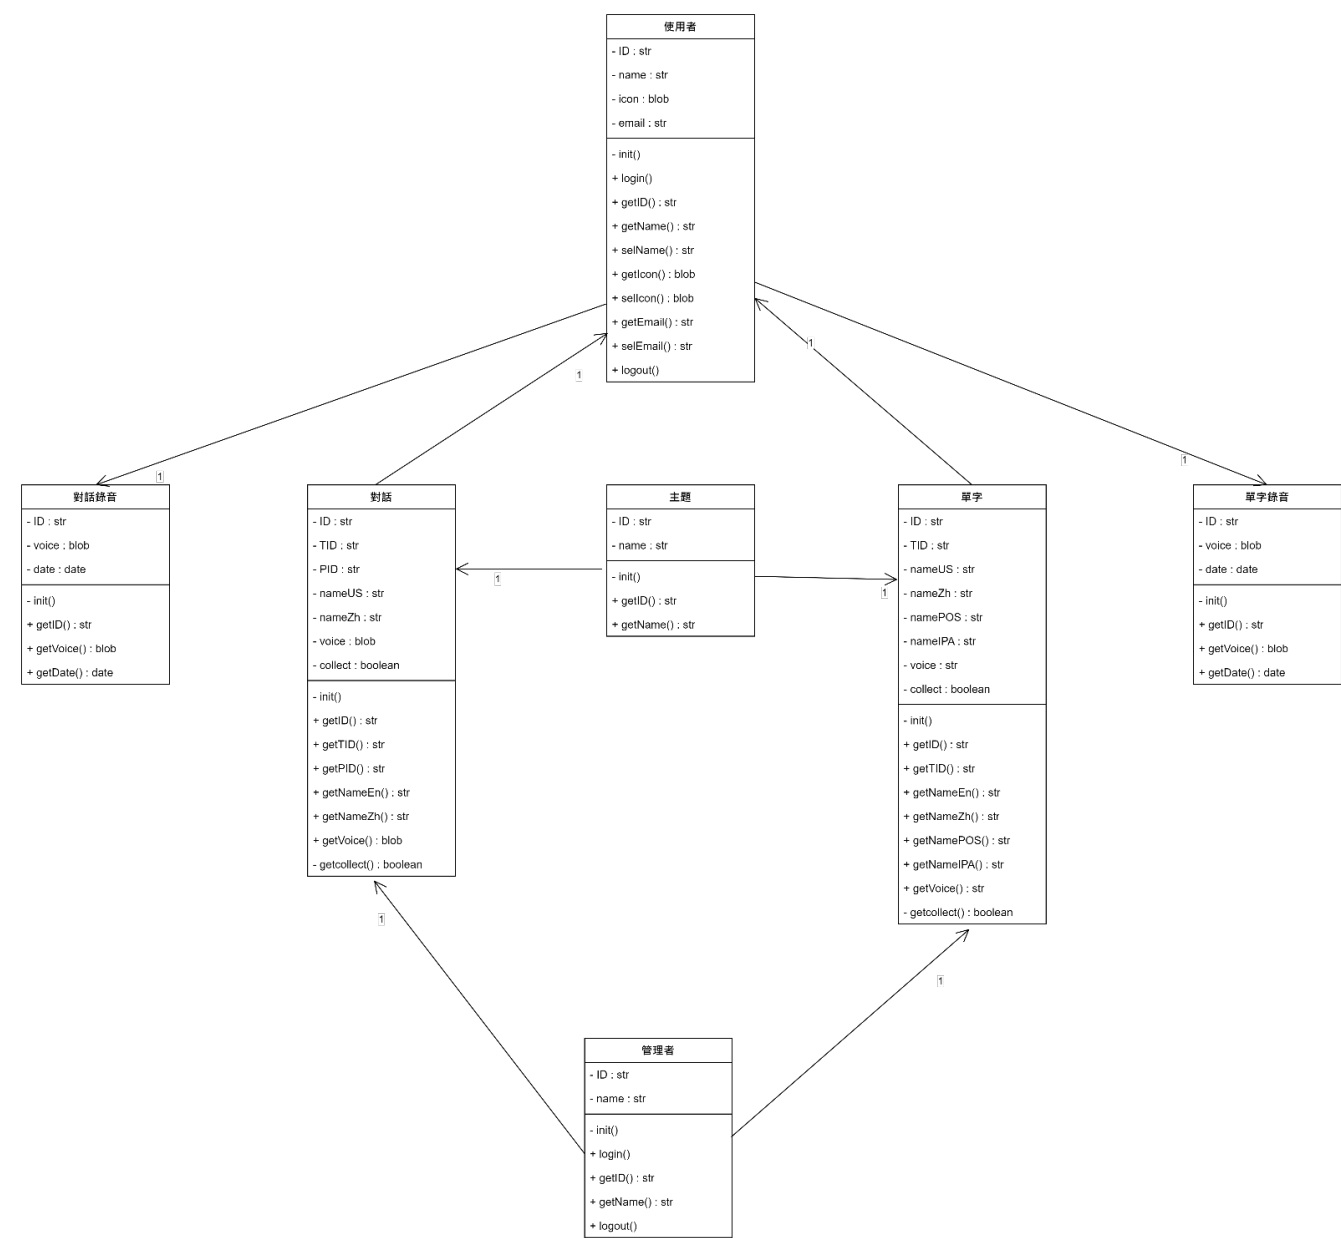 使用者
- ID : str
- name : str
- icon : blob
- email : str
- init()
+ login()
+ getID() : str
+ getName() : str
+ selName() : str
+ getIcon() : blob
+ selIcon() : blob
+ getEmail() : str
+ selEmail() : str
+ logout()
1
1
1
1
對話錄音
- ID : str
- voice : blob
- date : date
- init()
+ getID() : str
+ getVoice() : blob
+ getDate() : date
對話
- ID : str
- TID : str
- PID : str
- nameUS : str
- nameZh : str
- voice : blob
- collect : boolean
- init()
+ getID() : str
+ getTID() : str
+ getPID() : str
+ getNameEn() : str
+ getNameZh() : str
+ getVoice() : blob
- getcollect() : boolean
1
主題
- ID : str
- name : str
- init()
+ getID() : str
+ getName() : str
1
單字
- ID : str
- TID : str
- nameUS : str
- nameZh : str
- namePOS : str
- nameIPA : str
- voice : str
- collect : boolean
- init()
+ getID() : str
+ getTID() : str
+ getNameEn() : str
+ getNameZh() : str
+ getNamePOS() : str
+ getNameIPA() : str
+ getVoice() : str
- getcollect() : boolean
單字錄音
- ID : str
- voice : blob
- date : date
- init()
+ getID() : str
+ getVoice() : blob
+ getDate() : date
1
1
管理者
- ID : str
- name : str
- init()
+ login()
+ getID() : str
+ getName() : str
+ logout()